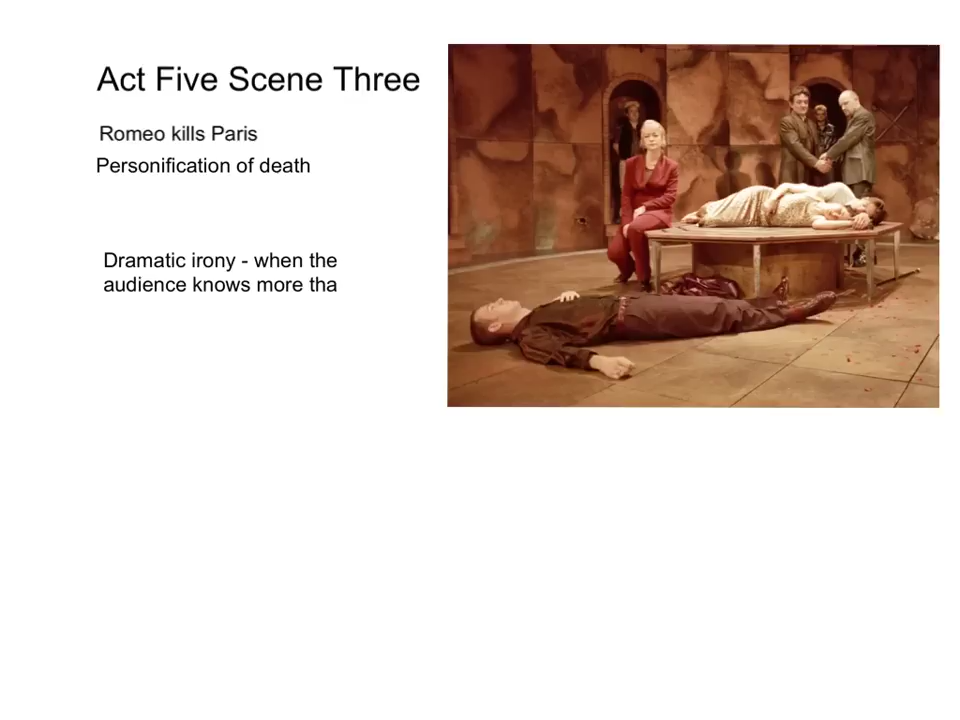 Act Five Scene Three
Romeo kills Paris
Personification of death
Dramatic irony - when the
audience knows more tha